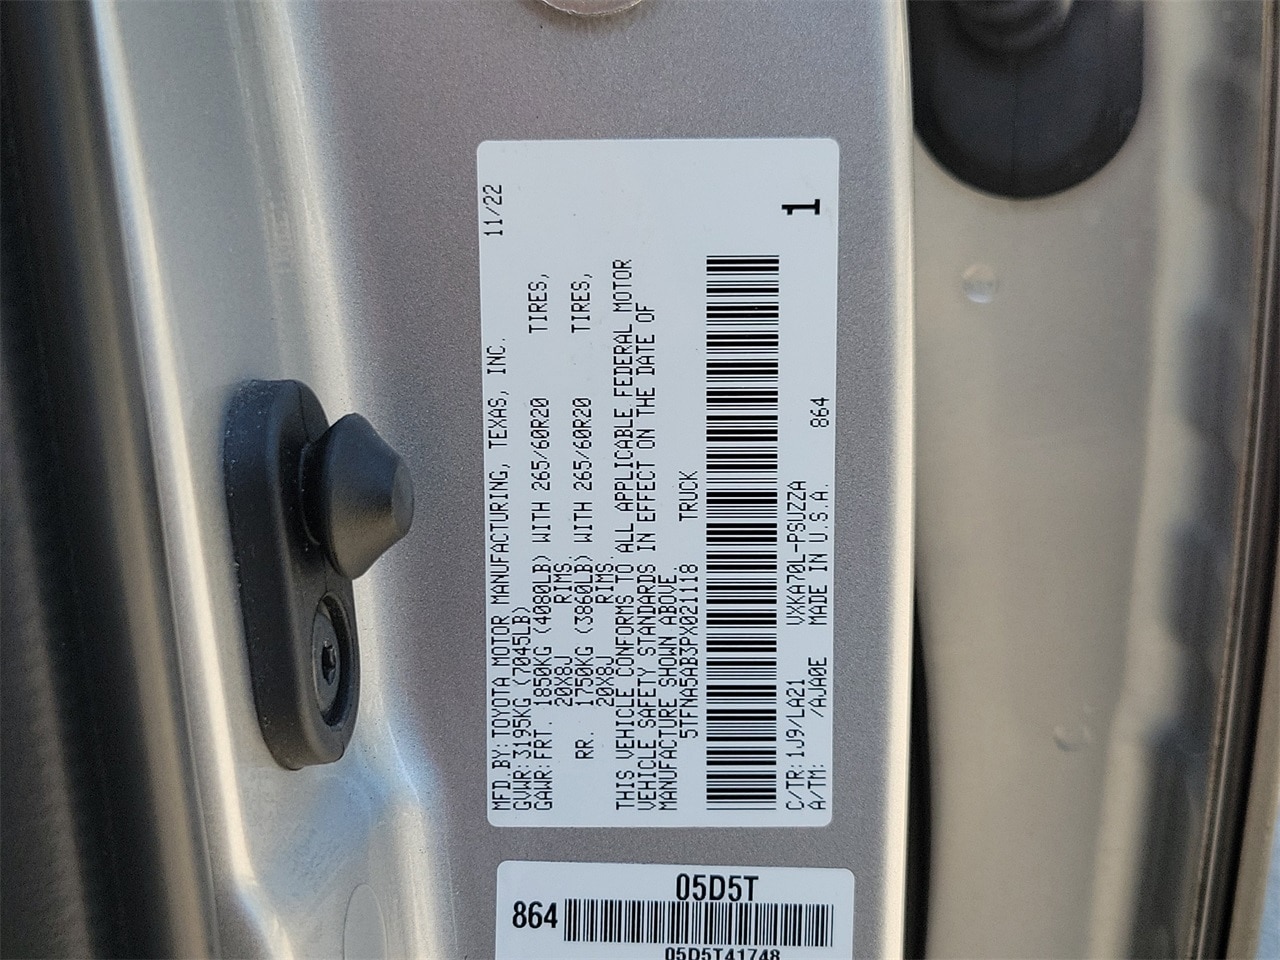 MFD.BY: TOYOTA MOTOR MANUFACTURING, TEXAS, INC. 11/22
GVWR: 3195KG (7045LB)
GAWR: FRT. 1850KG (4080LB) WITH 265/60R20 TIRES,
20X8J RIMS.
RR. 1750KG (3860LB) WITH 265/60R20 TIRES,
20X8J RIMS.
THIS VEHICLE CONFORMS TO ALL APPLICABLE FEDERAL MOTOR
VEHICLE SAFETY STANDARDS IN EFFECT ON THE DATE OF
MANUFACTURE SHOWN ABOVE.
5TFNA5AB3PX021118 TRUCK
1
C/TR: 1J9/LA21 VXKA70L-PSUZZA
A/TM: /AJA0E MADE IN U.S.A. 864
05D5T
864
05D5T41748